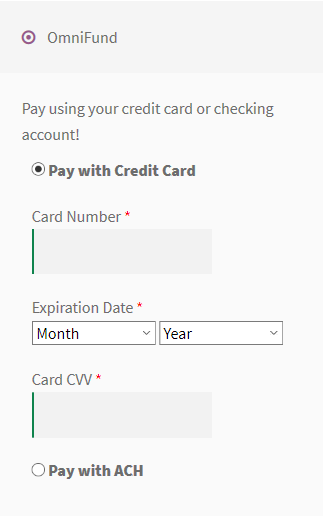 OmniFund
Pay using your credit card or checking
account!
Pay with Credit Card
Card Number *
Expiration Date *
Month Year
Card CVV *
Pay with ACH